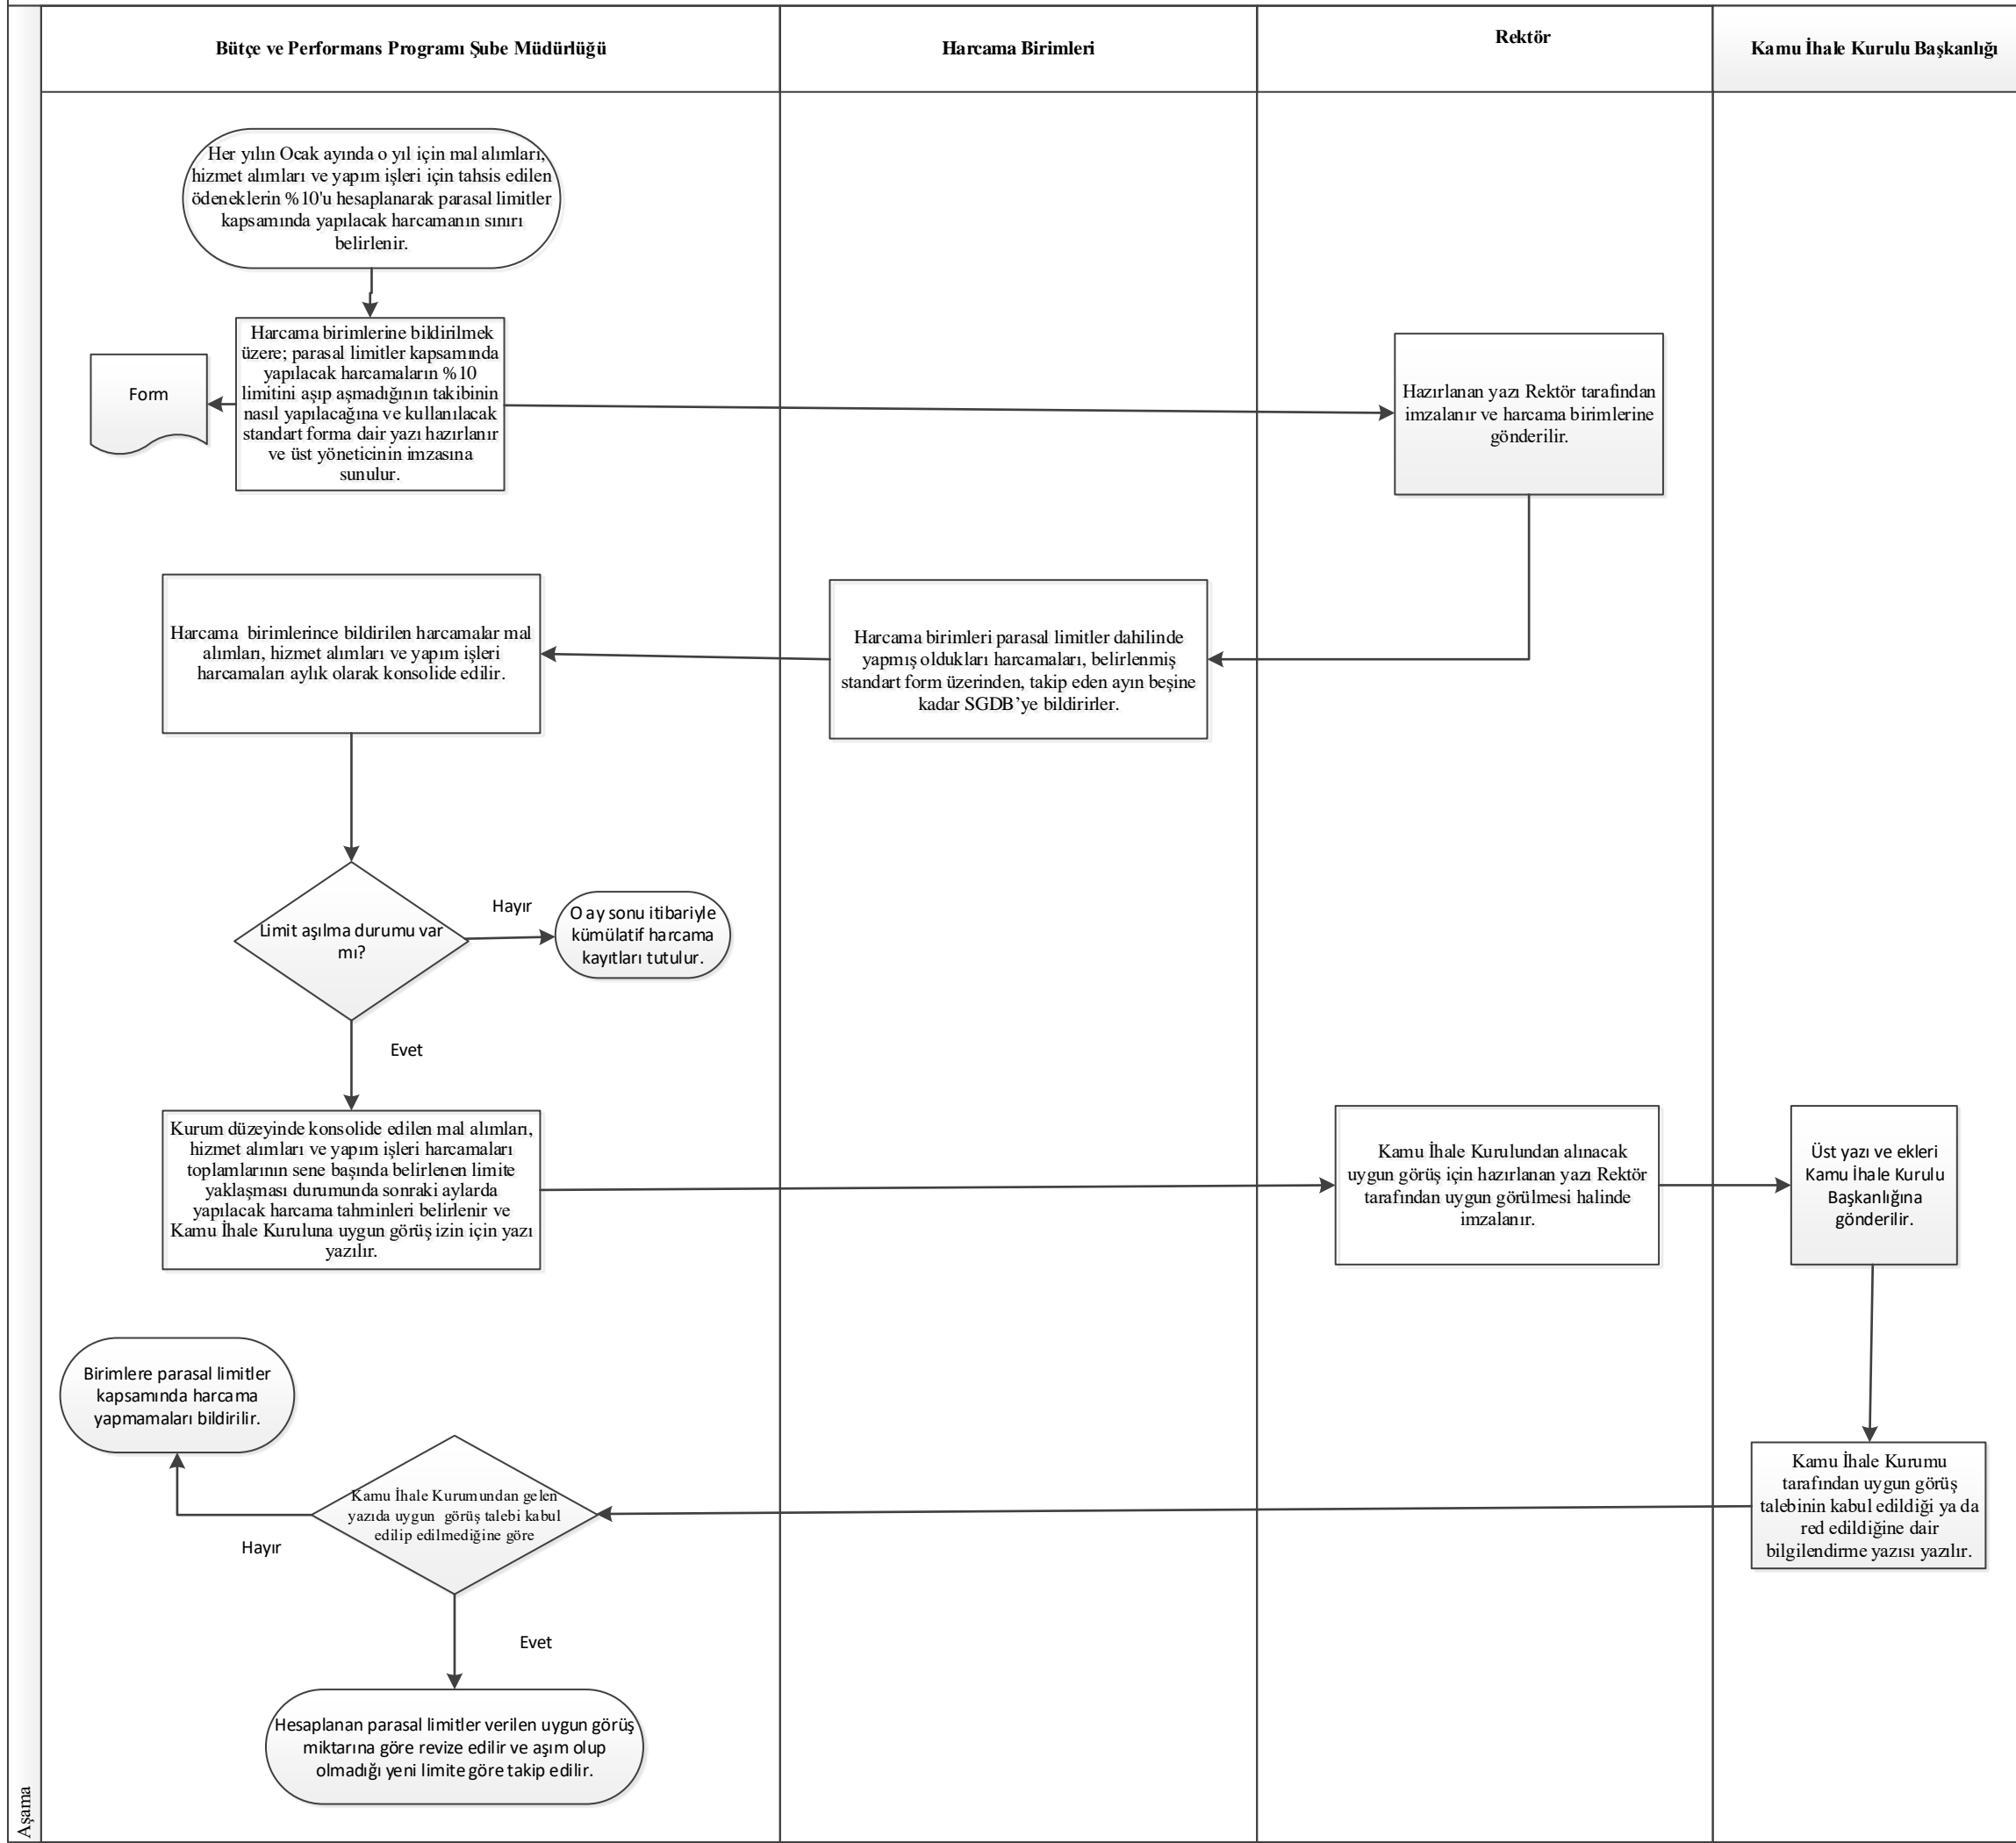 Bütçe ve Performans Programı Şube Müdürlüğü
Harcama Birimleri
Rektör
Kamu İhale Kurulu Başkanlığı
Her yılın Ocak ayında o yıl için mal alımları,
hizmet alımları ve yapım işleri için tahsis edilen
ödeneklerin %10'u hesaplanarak parasal limitler
kapsamında yapılacak harcamanın sınırı
belirlenir.
Form
Harcama birimlerine bildirilmek
üzere; parasal limitler kapsamında
yapılacak harcamaların %10
limitini aşıp aşmadığının takibinin
nasıl yapılacağına ve kullanılacak
standart forma dair yazı hazırlanır
ve üst yöneticinin imzasına
sunulur.
Hazırlanan yazı Rektör tarafından
imzalanır ve harcama birimlerine
gönderilir.
Harcama birimleri parasal limitler dahilinde
yapmış oldukları harcamaları, belirlenmiş
standart form üzerinden, takip eden ayın beşine
kadar SGDB’ye bildirirler.
Harcama birimlerince bildirilen harcamalar mal
alımları, hizmet alımları ve yapım işleri
harcamaları aylık olarak konsolide edilir.
Limit aşılma durumu var
mı?
Hayır
O ay sonu itibariyle
kümülatif harcama
kayıtları tutulur.
Evet
Kurum düzeyinde konsolide edilen mal alımları,
hizmet alımları ve yapım işleri harcamaları
toplamlarının sene başında belirlenen limite
yaklaşması durumunda sonraki aylarda
yapılacak harcama tahminleri belirlenir ve
Kamu İhale Kuruluna uygun görüş izin için yazı
yazılır.
Kamu İhale Kurulundan alınacak
uygun görüş için hazırlanan yazı Rektör
tarafından uygun görülmesi halinde
imzalanır.
Üst yazı ve ekleri
Kamu İhale Kurulu
Başkanlığına
gönderilir.
Kamu İhale Kurumu
tarafından uygun görüş
talebinin kabul edildiği ya da
red edildiğine dair
bilgilendirme yazısı yazılır.
Kamu İhale Kurumundan gelen
yazıda uygun görüş talebi kabul
edilip edilmediğine göre
Hayır
Birimlere parasal limitler
kapsamında harcama
yapmamaları bildirilir.
Evet
Hesaplanan parasal limitler verilen uygun görüş
miktarına göre revize edilir ve aşım olup
olmadığı yeni limite göre takip edilir.
Aşama